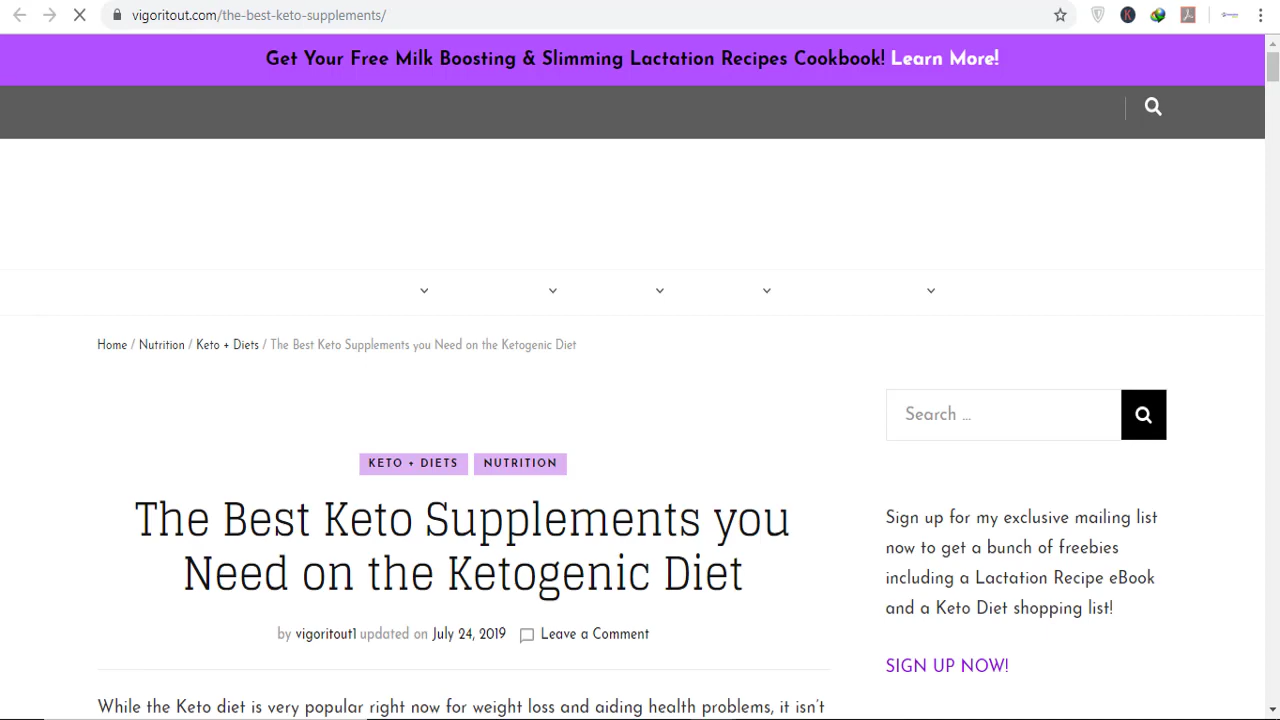 vigoritout.com/the-best-keto-supplements/
Get Your Free Milk Boosting & Slimming Lactation Recipes Cookbook! Learn More!
Home / Nutrition / Keto + Diets / The Best Keto Supplements you Need on the Ketogenic Diet
Search ...
KETO + DIETS NUTRITION
The Best Keto Supplements you
Need on the Ketogenic Diet
by vigoritout1 updated on July 24, 2019 Leave a Comment
While the Keto diet is very popular right now for weight loss and aiding health problems, it isn't
Sign up for my exclusive mailing list
now to get a bunch of freebies
including a Lactation Recipe eBook
and a Keto Diet shopping list!
SIGN UP NOW!